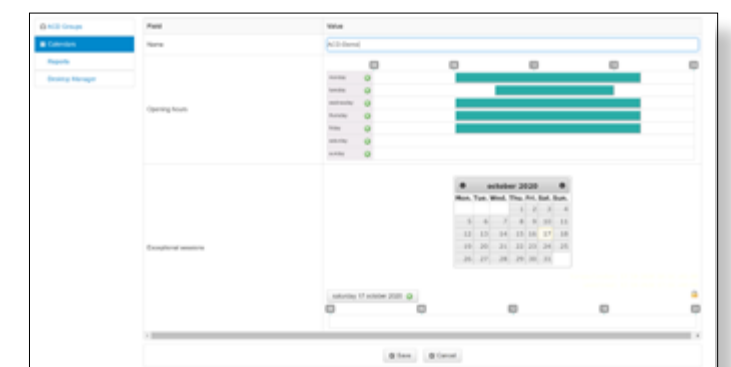 ACD Groups
Field
Value
Calendars
Name
ACD Demo
Reports
Desktop Manager
monday
tuesday
wednesday
Opening hours
thursday
friday
saturday
sunday
october 2020
Mon. Tue. Wed. Thu. Fri. Sat. Sun.
1 2 3 4
5 6 7 8 9 10 11
12 13 14 15 16 17 18
Exceptional sessions
19 20 21 22 23 24 25
26 27 28 29 30 31
saturday 17 october 2020
Save
Cancel